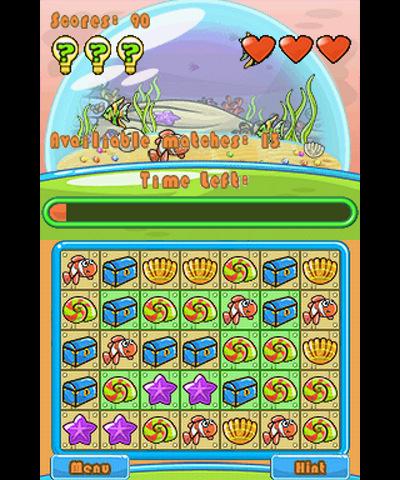 Scores: 90
? ? ?
Available matches: 13
Time Left:
Menu Hint